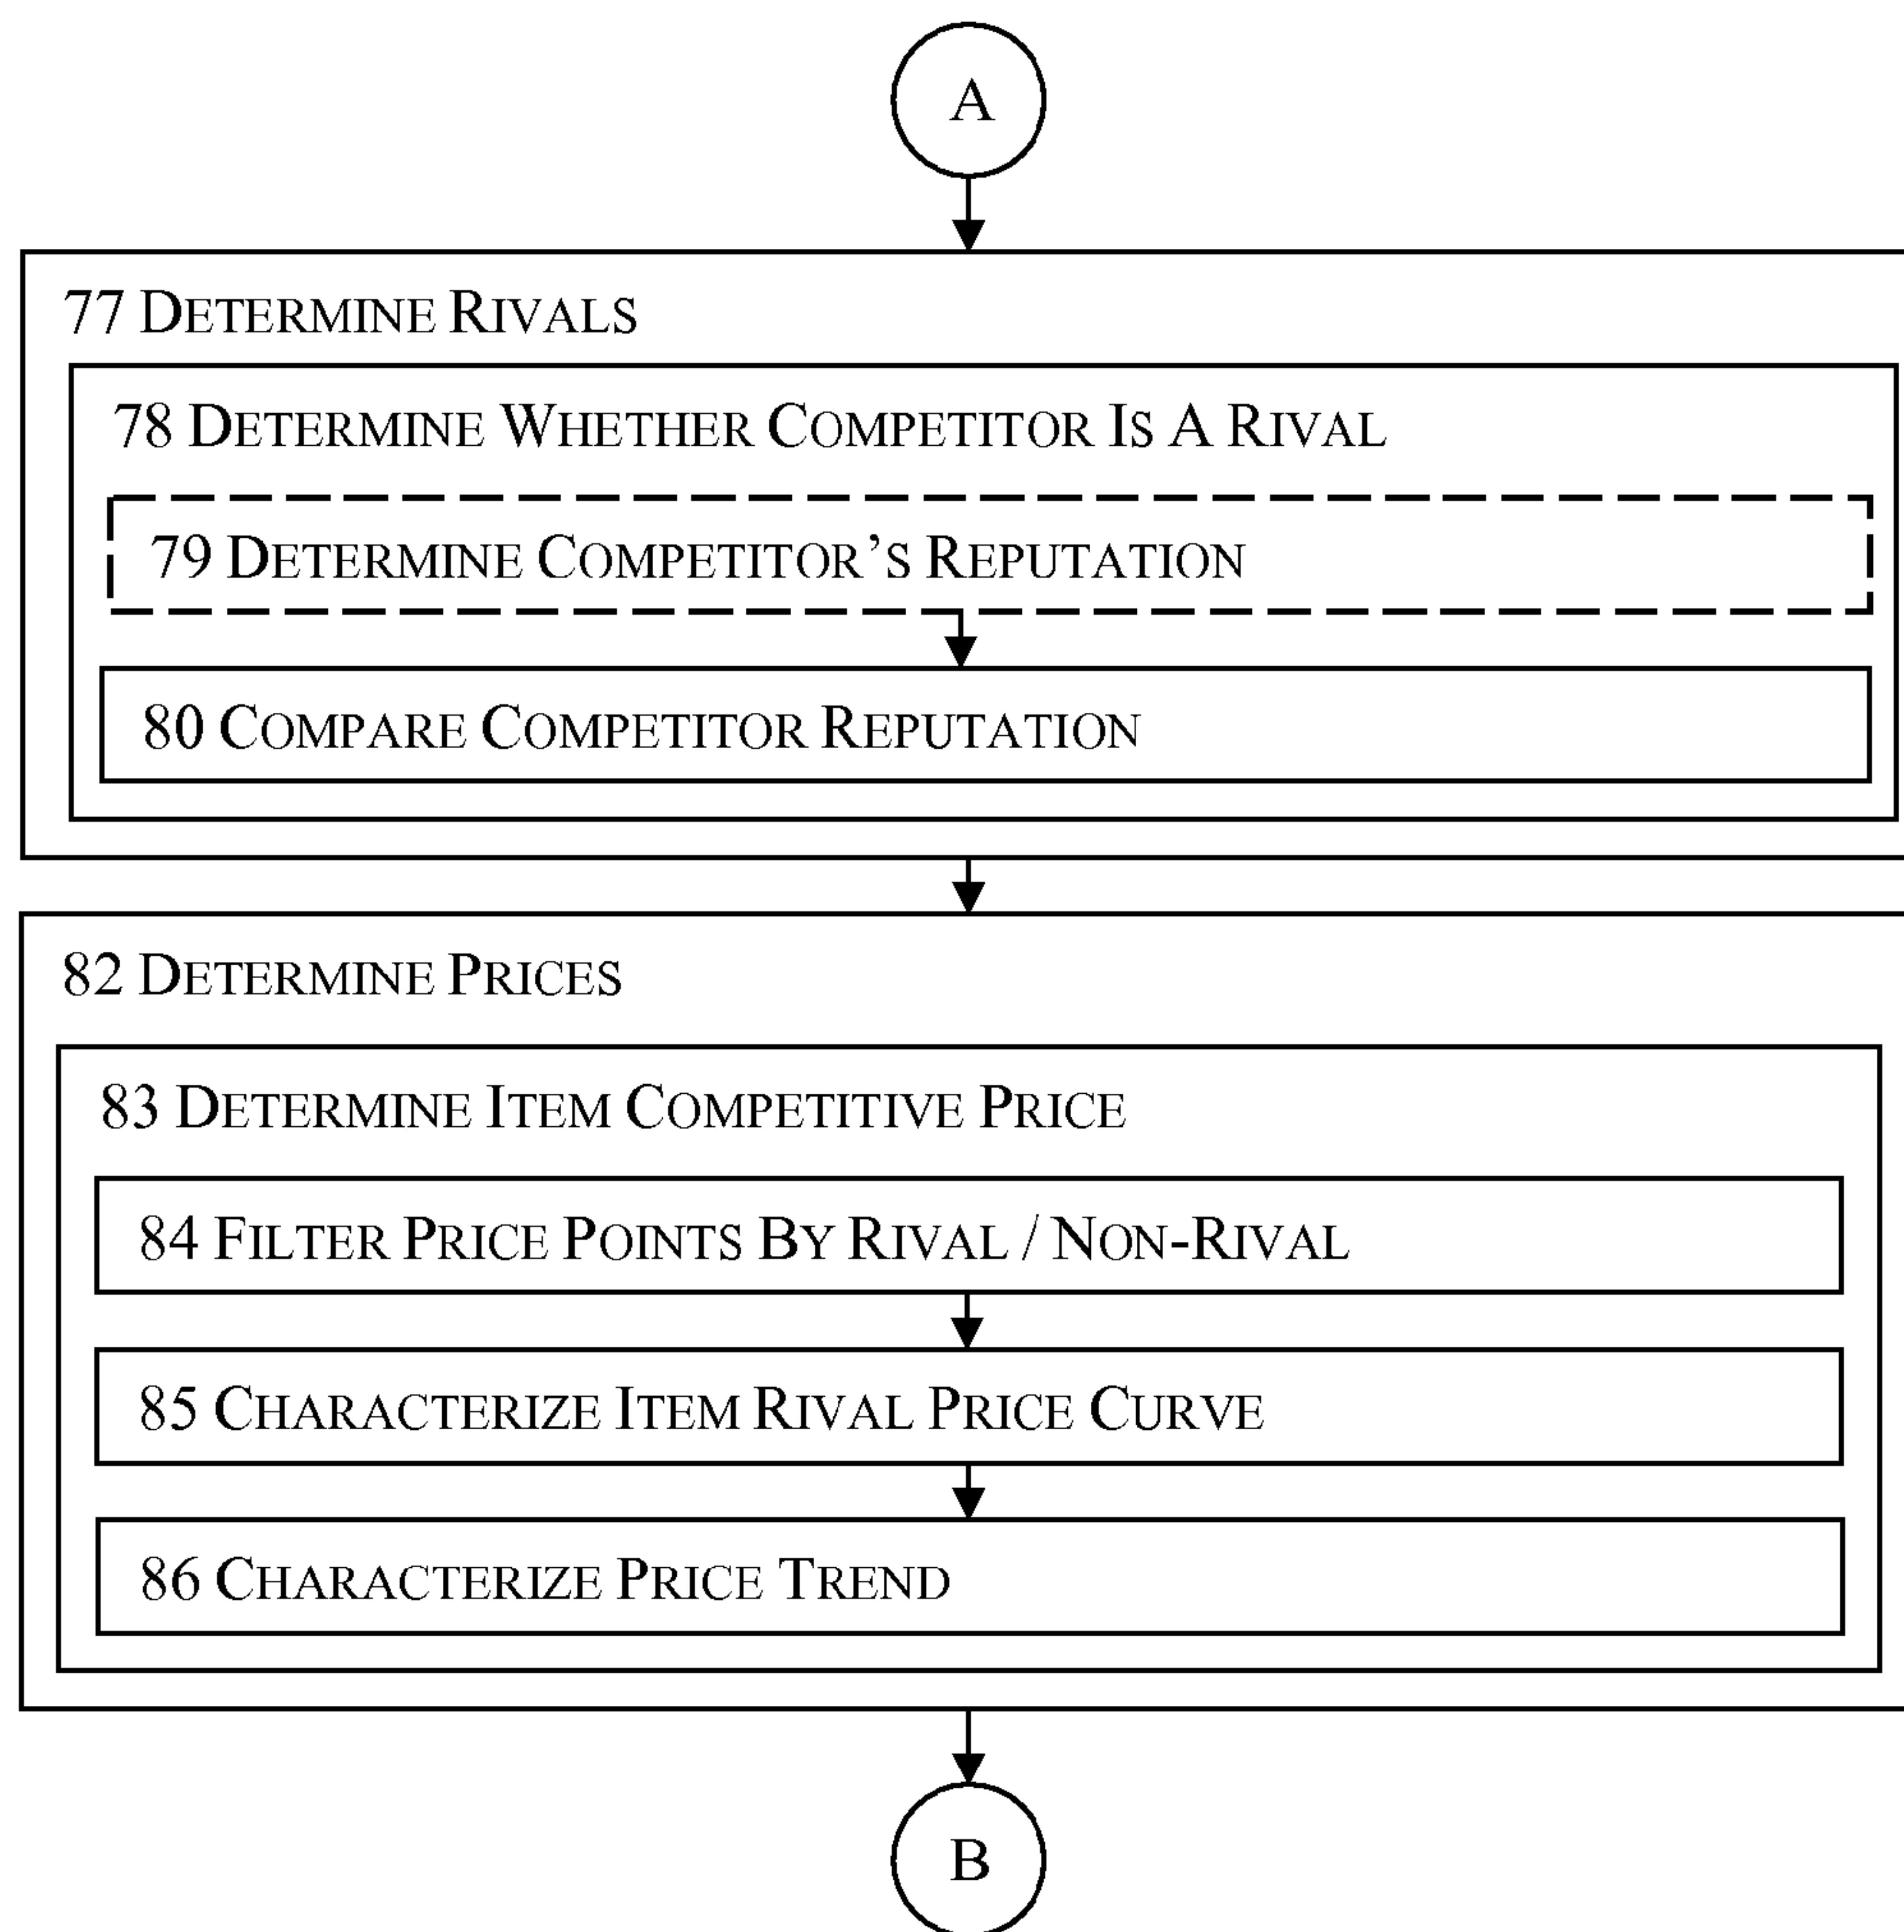 A
77 DETERMINE RIVALS
78 DETERMINE WHETHER COMPETITOR IS A RIVAL
79 DETERMINE COMPETITOR’S REPUTATION
80 COMPARE COMPETITOR REPUTATION
82 DETERMINE PRICES
83 DETERMINE ITEM COMPETITIVE PRICE
84 FILTER PRICE POINTS BY RIVAL / NON-RIVAL
85 CHARACTERIZE ITEM RIVAL PRICE CURVE
86 CHARACTERIZE PRICE TREND
B